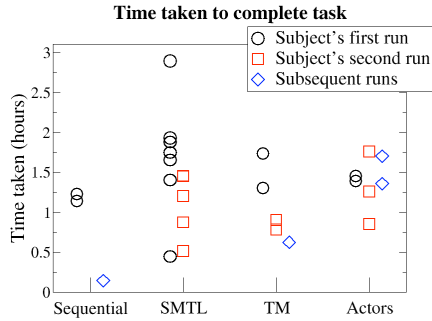 Time taken to complete task
Subject's first run
Subject's second run
Subsequent runs
Time taken (hours)
3
2.5
2
1.5
1
0.5
0
Sequential
SMTL
TM
Actors